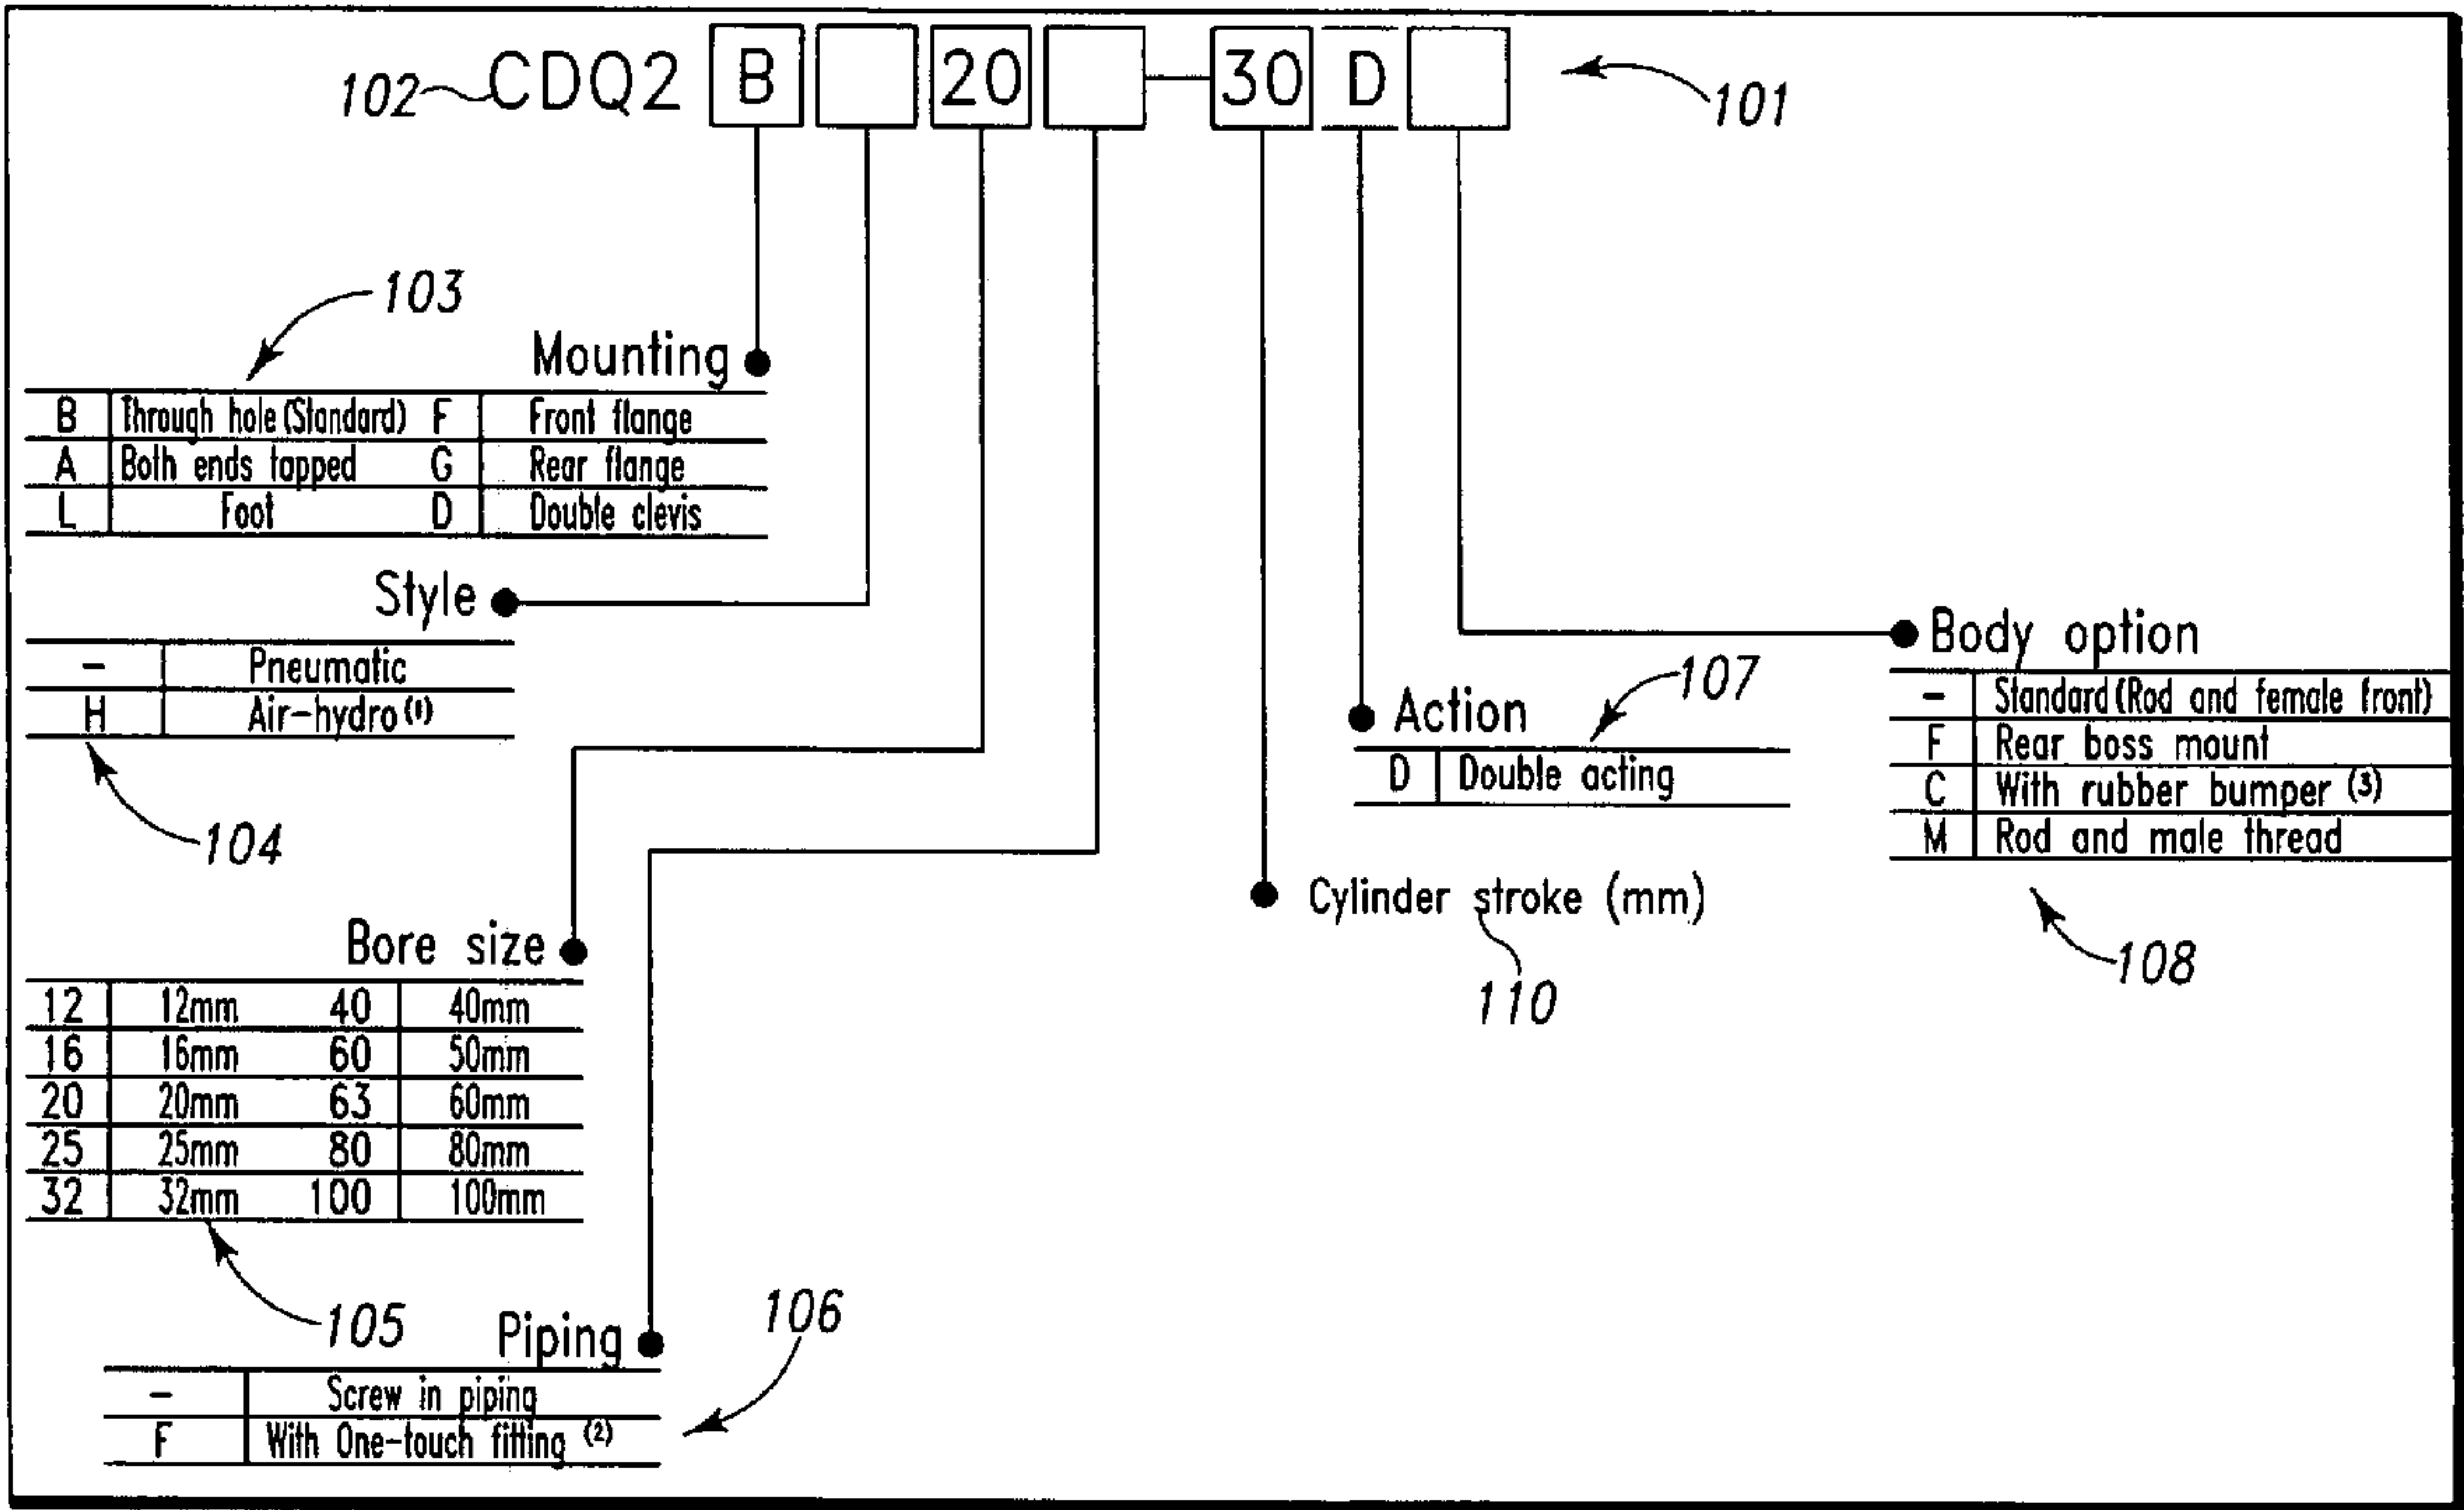 102 CDQ2 B 20 30 D 101
103
Mounting
B Through hole (Standard) F Front flange
A Both ends tapped G Rear flange
L Foot D Double clevis
Style
- Pneumatic
H Air-hydro (1)
104
Bore size
12 12mm 40 40mm
16 16mm 60 50mm
20 20mm 63 60mm
25 25mm 80 80mm
32 32mm 100 100mm
105
Piping
106
- Screw in piping
F With One-touch fitting (2)
Cylinder stroke (mm)
110
Action
107
D Double acting
Body option
- Standard (Rod and female front)
F Rear boss mount
C With rubber bumper (3)
M Rod and male thread
108